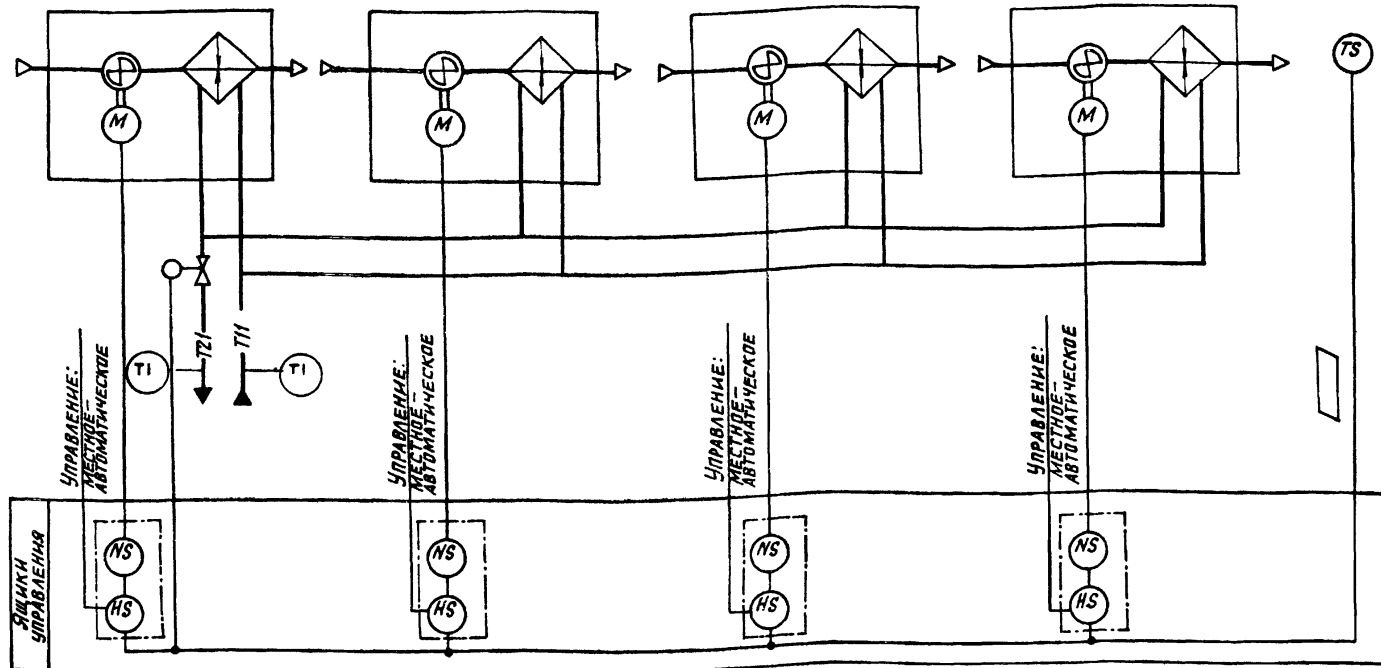 TS
M
M
M
M
T21
T11
TI
TI
УПРАВЛЕНИЕ:
МЕСТНОЕ-
АВТОМАТИЧЕСКОЕ
УПРАВЛЕНИЕ:
МЕСТНОЕ-
АВТОМАТИЧЕСКОЕ
УПРАВЛЕНИЕ:
МЕСТНОЕ-
АВТОМАТИЧЕСКОЕ
УПРАВЛЕНИЕ:
МЕСТНОЕ-
АВТОМАТИЧЕСКОЕ
ЯЩИКИ
УПРАВЛЕНИЯ
NS
NS
NS
NS
HS
HS
HS
HS